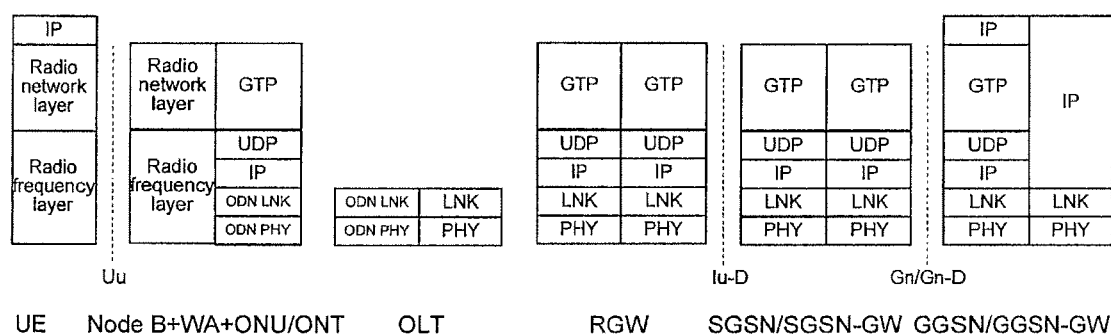 IP
Radio
network
layer
Radio
frequency
layer
Radio
network
layer
GTP
Radio
frequency
layer
UDP
IP
ODN LNK
ODN PHY
ODN LNK LNK
ODN PHY PHY
GTP GTP
UDP UDP
IP IP
LNK LNK
PHY PHY
GTP GTP
UDP UDP
IP IP
LNK LNK
PHY PHY
IP
GTP IP
UDP
IP
LNK LNK
PHY PHY
Uu Iu-D Gn/Gn-D
UE Node B+WA+ONU/ONT OLT RGW SGSN/SGSN-GW GGSN/GGSN-GW